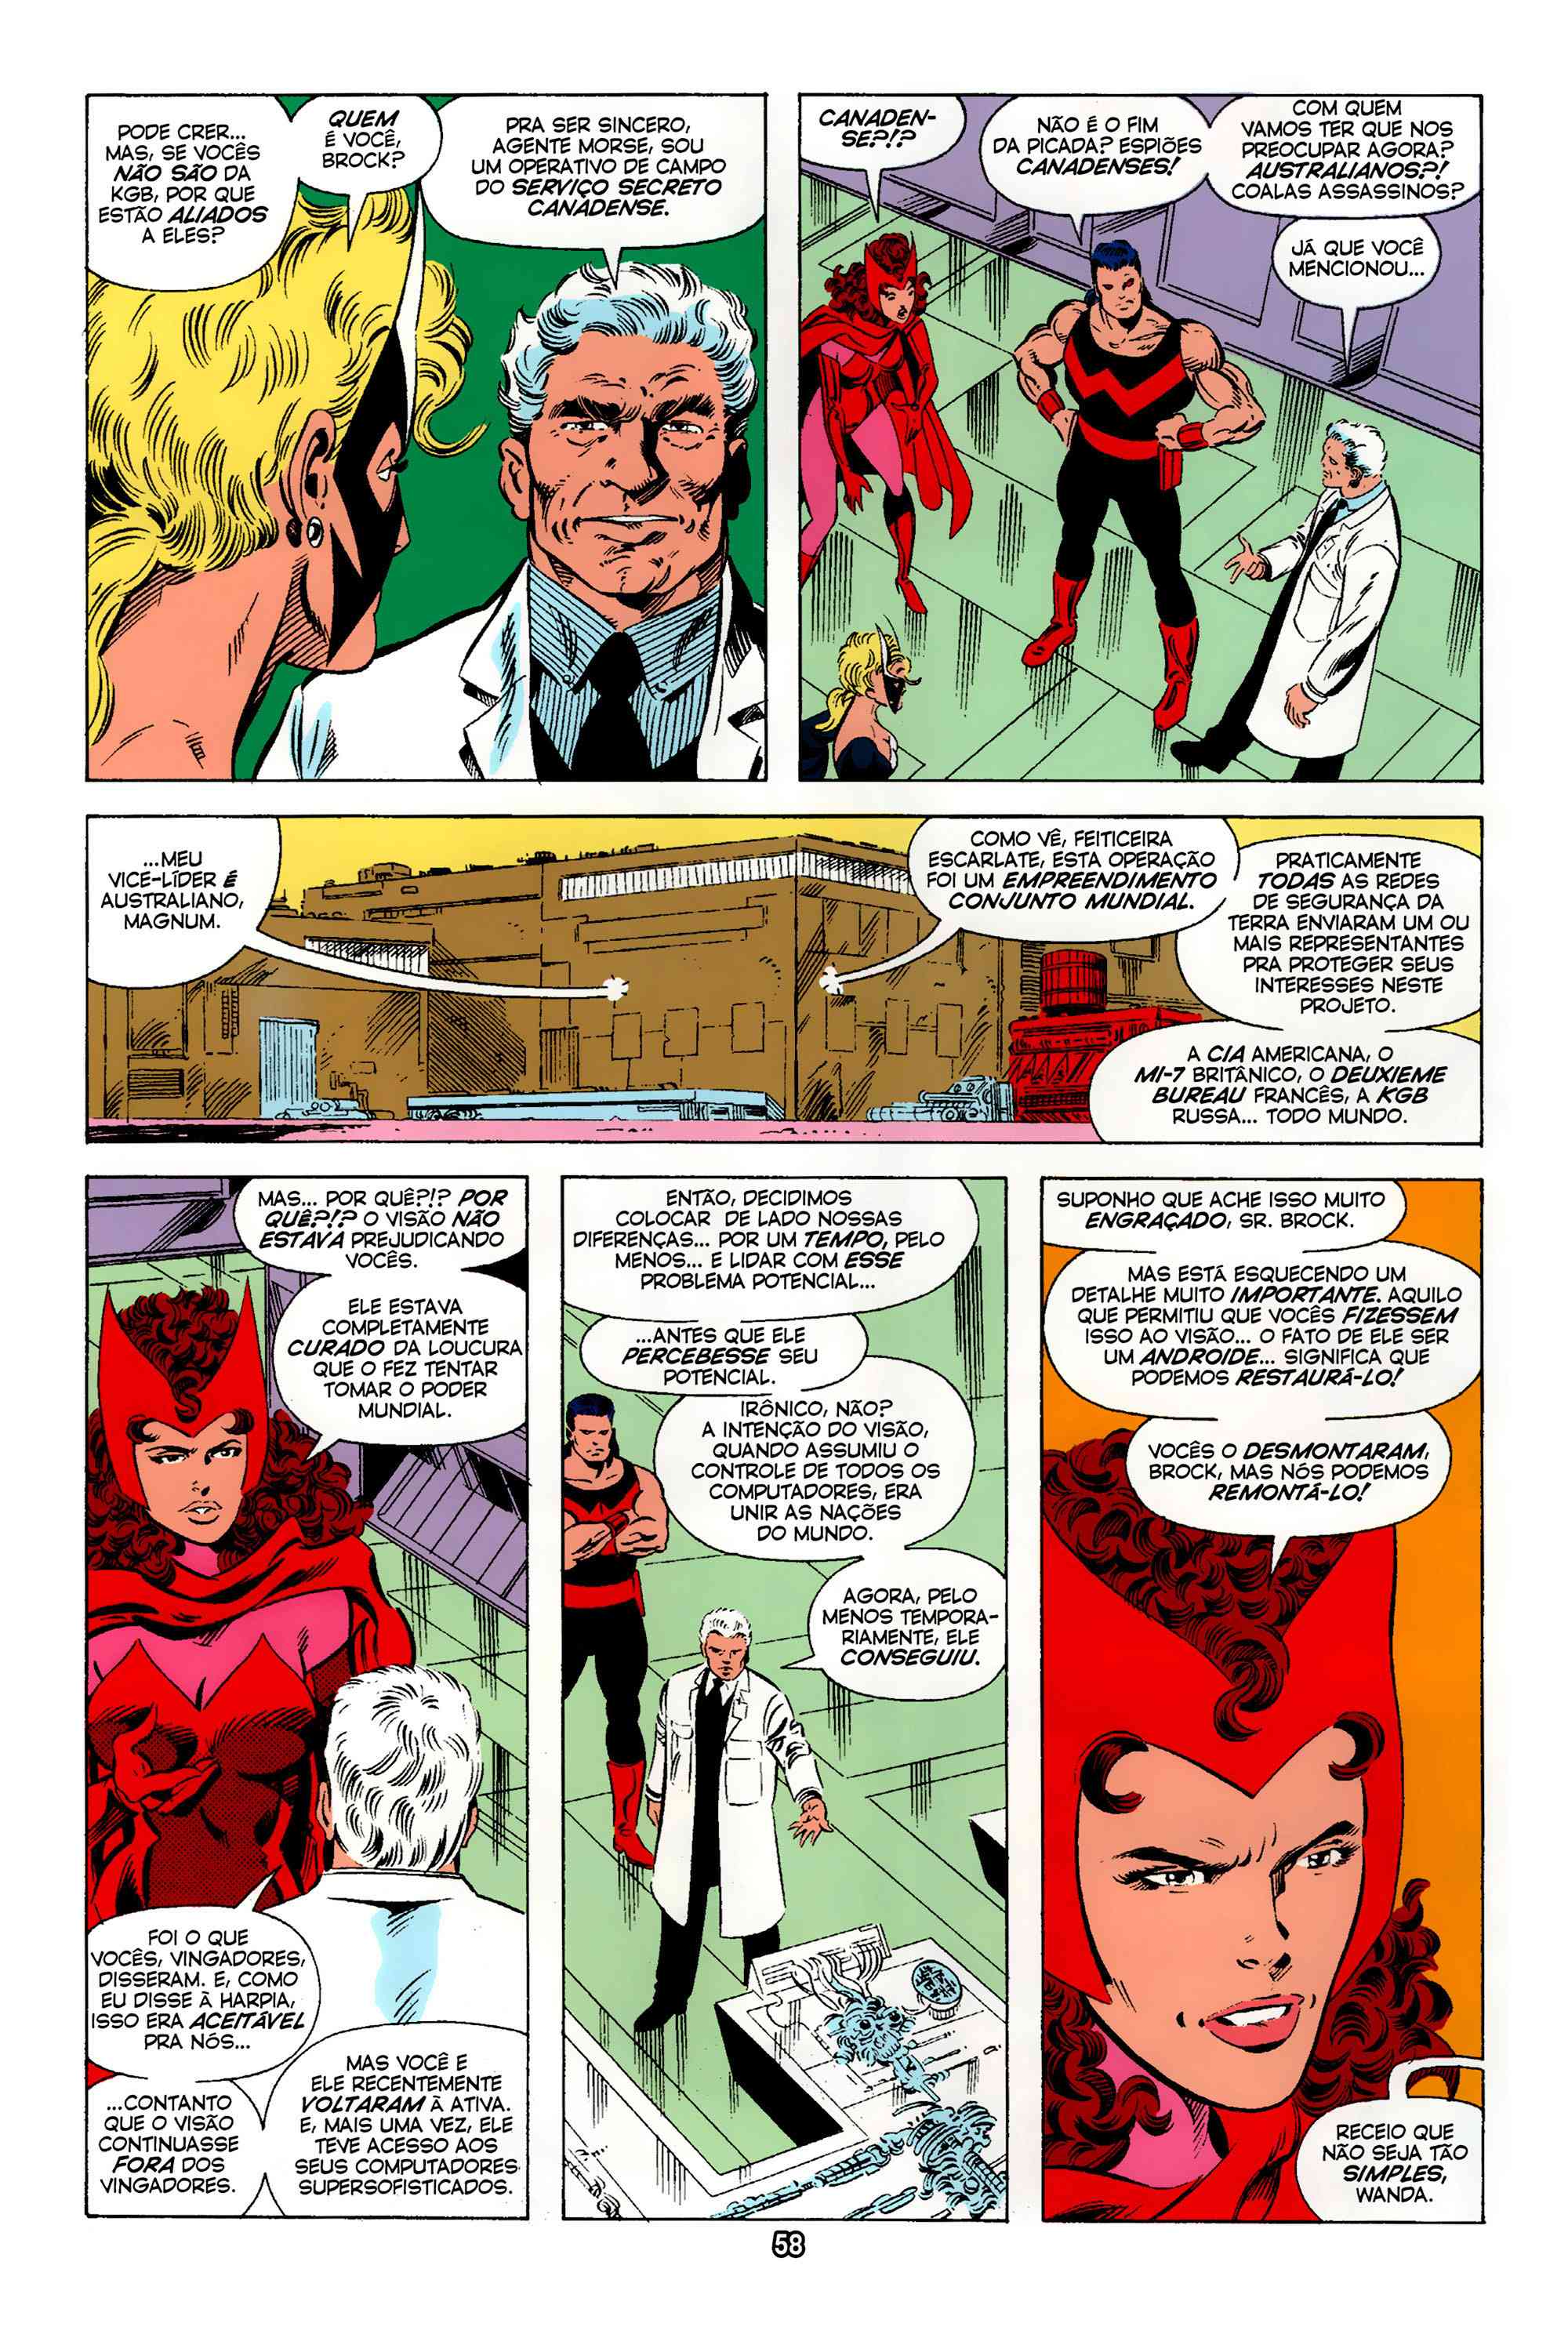 PODE CRER...
MAS, SE VOCÊS
NÃO SÃO DA
KGB, POR QUE
ESTÃO ALIADOS
A ELES?
QUEM
É VOCÊ,
BROCK?
PRA SER SINCERO,
AGENTE MORSE, SOU
UM OPERATIVO DE CAMPO
DO SERVIÇO SECRETO
CANADENSE.
CANADEN-
SE?!?
NÃO É O FIM
DA PICADA? ESPIÕES
CANADENSES!
COM QUEM
VAMOS TER QUE NOS
PREOCUPAR AGORA?
AUSTRALIANOS?!
COALAS ASSASSINOS?
JÁ QUE VOCÊ
MENCIONOU...
...MEU
VICE-LÍDER É
AUSTRALIANO,
MAGNUM.
COMO VÊ, FEITICEIRA
ESCARLATE, ESTA OPERAÇÃO
FOI UM EMPREENDIMENTO
CONJUNTO MUNDIAL.
PRATICAMENTE
TODAS AS REDES
DE SEGURANÇA DA
TERRA ENVIARAM UM OU
MAIS REPRESENTANTES
PRA PROTEGER SEUS
INTERESSES NESTE
PROJETO.
A CIA AMERICANA, O
MI-7 BRITÂNICO, O DEUXIEME
BUREAU FRANCÊS, A KGB
RUSSA... TODO MUNDO.
MAS... POR QUÊ?!? POR
QUÊ?!? O VISÃO NÃO
ESTAVA PREJUDICANDO
VOCÊS.
ELE ESTAVA
COMPLETAMENTE
CURADO DA LOUCURA
QUE O FEZ TENTAR
TOMAR O PODER
MUNDIAL.
FOI O QUE
VOCÊS, VINGADORES,
DISSERAM. E, COMO
EU DISSE À HARPIA,
ISSO ERA ACEITÁVEL
PRA NÓS...
...CONTANTO
QUE O VISÃO
CONTINUASSE
FORA DOS
VINGADORES.
MAS VOCÊ E
ELE RECENTEMENTE
VOLTARAM À ATIVA.
E, MAIS UMA VEZ, ELE
TEVE ACESSO AOS
SEUS COMPUTADORES
SUPERSOFISTICADOS.
ENTÃO, DECIDIMOS
COLOCAR DE LADO NOSSAS
DIFERENÇAS... POR UM TEMPO, PELO
MENOS... E LIDAR COM ESSE
PROBLEMA POTENCIAL...
...ANTES QUE ELE
PERCEBESSE SEU
POTENCIAL.
IRÔNICO, NÃO?
A INTENÇÃO DO VISÃO,
QUANDO ASSUMIU O
CONTROLE DE TODOS OS
COMPUTADORES, ERA
UNIR AS NAÇÕES
DO MUNDO.
AGORA, PELO
MENOS TEMPORA-
RIAMENTE, ELE
CONSEGUIU.
SUPONHO QUE ACHE ISSO MUITO
ENGRAÇADO, SR. BROCK.
MAS ESTÁ ESQUECENDO UM
DETALHE MUITO IMPORTANTE. AQUILO
QUE PERMITIU QUE VOCÊS FIZESSEM
ISSO AO VISÃO... O FATO DE ELE SER
UM ANDROIDE... SIGNIFICA QUE
PODEMOS RESTAURÁ-LO!
VOCÊS O DESMONTARAM,
BROCK, MAS NÓS PODEMOS
REMONTÁ-LO!
RECEIO QUE
NÃO SEJA TÃO
SIMPLES,
WANDA.
58